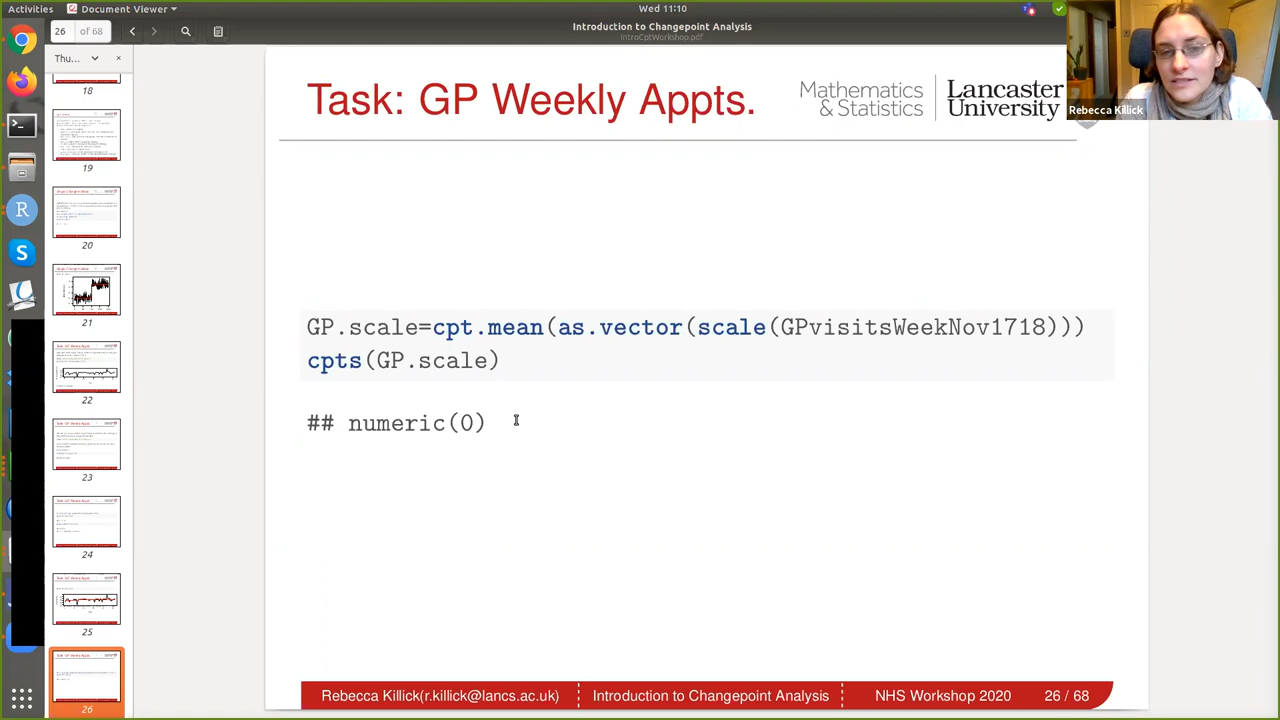 Activities
Document Viewer
Wed 11:10
26
of 68
Introduction to Changepoint Analysis
IntroCptWorkshop.pdf
Thu...
18
19
20
21
22
23
24
25
26
Task: GP Weekly Appts.
Mathematics
& Statistics
Lancaster
University
Rebecca Killick
GP.scale=cpt.mean(as.vector(scale(GPvisitsWeekNov1718)))
cpts(GP.scale)
## numeric(0)
Rebecca Killick(r.killick@lancs.ac.uk)
Introduction to Changepoint Analysis
NHS Workshop 2020
26 / 68